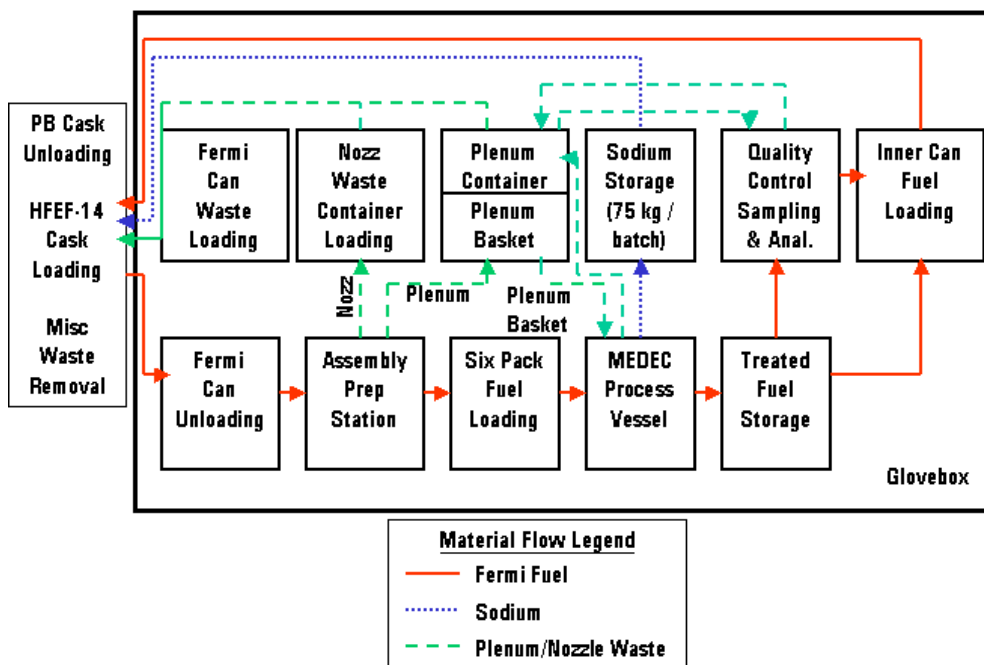 PB Cask
Unloading
HFEF-14
Cask
Loading
Misc
Waste
Removal
Fermi
Can
Waste
Loading
Nozz
Waste
Container
Loading
Plenum
Container
Plenum
Basket
Sodium
Storage
(75 kg /
batch)
Quality
Control
Sampling
& Anal.
Inner Can
Fuel
Loading
Nozz
Plenum
Plenum
Basket
Fermi
Can
Unloading
Assembly
Prep
Station
Six Pack
Fuel
Loading
MEDEC
Process
Vessel
Treated
Fuel
Storage
Glovebox
Material Flow Legend
Fermi Fuel
Sodium
Plenum/Nozzle Waste